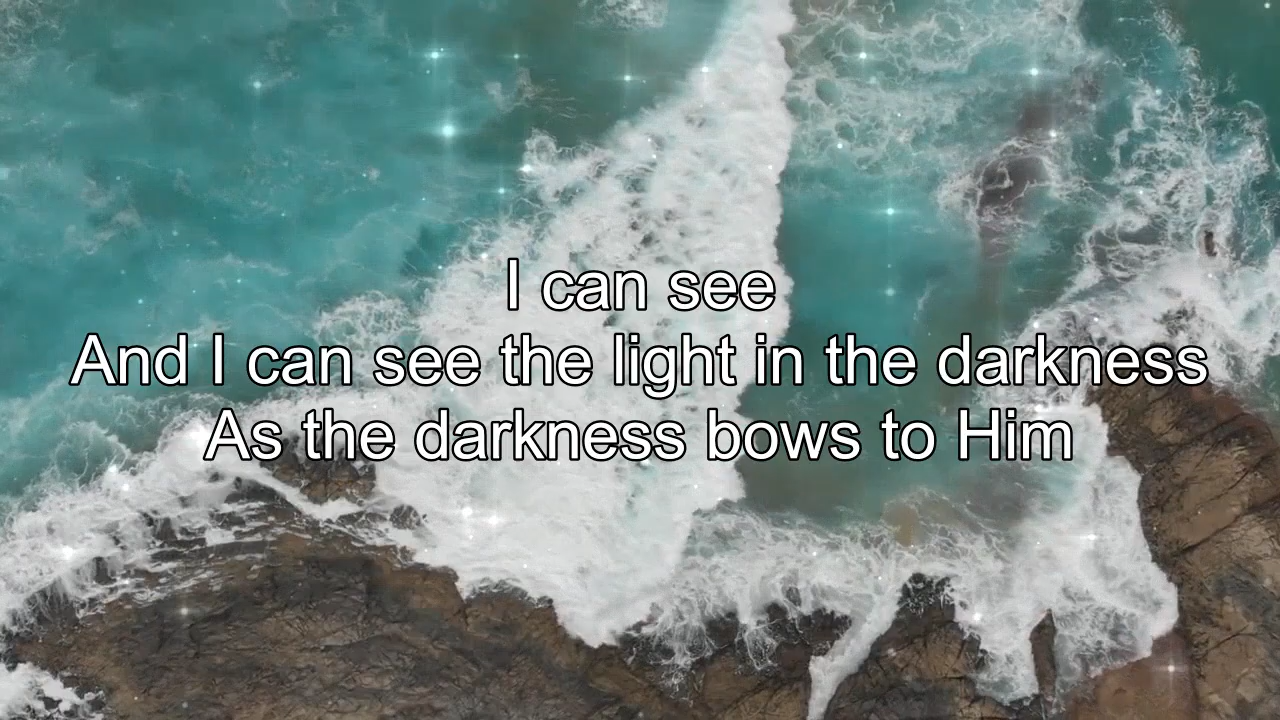 I can see
And I can see the light in the darkness
As the darkness bows to Him